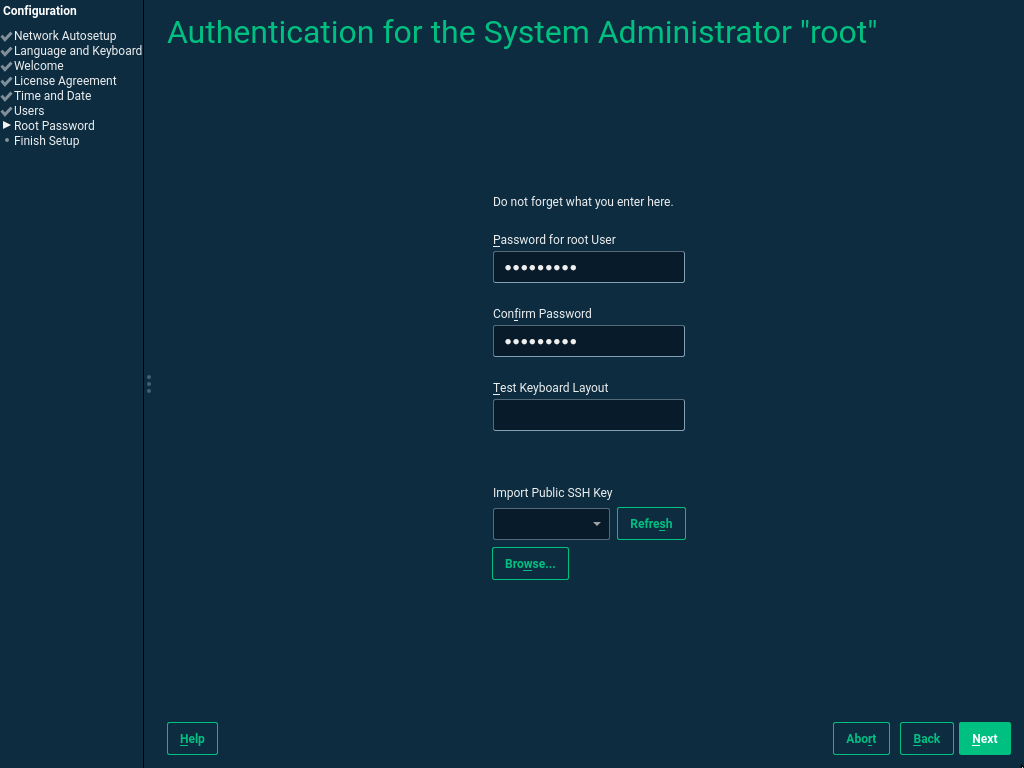 Configuration
Network Autosetup
Language and Keyboard
Welcome
License Agreement
Time and Date
Users
Root Password
Finish Setup
Authentication for the System Administrator "root"
Do not forget what you enter here.
Password for root User
•••••••••
Confirm Password
•••••••••
Test Keyboard Layout
Import Public SSH Key
Refresh
Browse...
Help
Abort
Back
Next